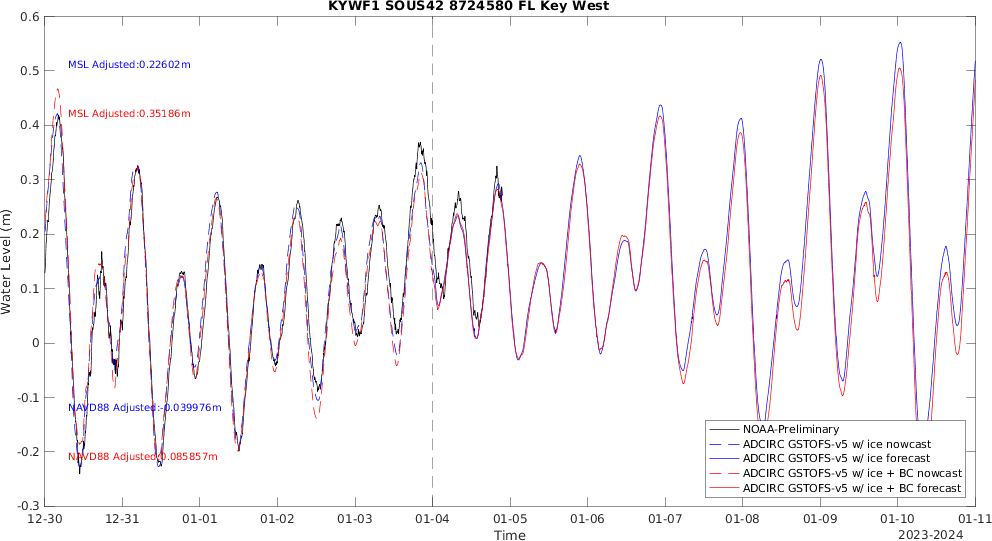 KYWF1 SOUS42 8724580 FL Key West
0.6
0.5
0.4
0.3
0.2
0.1
0
-0.1
-0.2
-0.3
Water Level (m)
MSL Adjusted:0.22602m
MSL Adjusted:0.35186m
NAVD88 Adjusted:-0.039976m
NAVD88 Adjusted:0.085857m
NOAA-Preliminary
ADCIRC GSTOFS-v5 w/ ice nowcast
ADCIRC GSTOFS-v5 w/ ice forecast
ADCIRC GSTOFS-v5 w/ ice + BC nowcast
ADCIRC GSTOFS-v5 w/ ice + BC forecast
12-30 12-31 01-01 01-02 01-03 01-04 01-05 01-06 01-07 01-08 01-09 01-10 01-11
2023-2024
Time